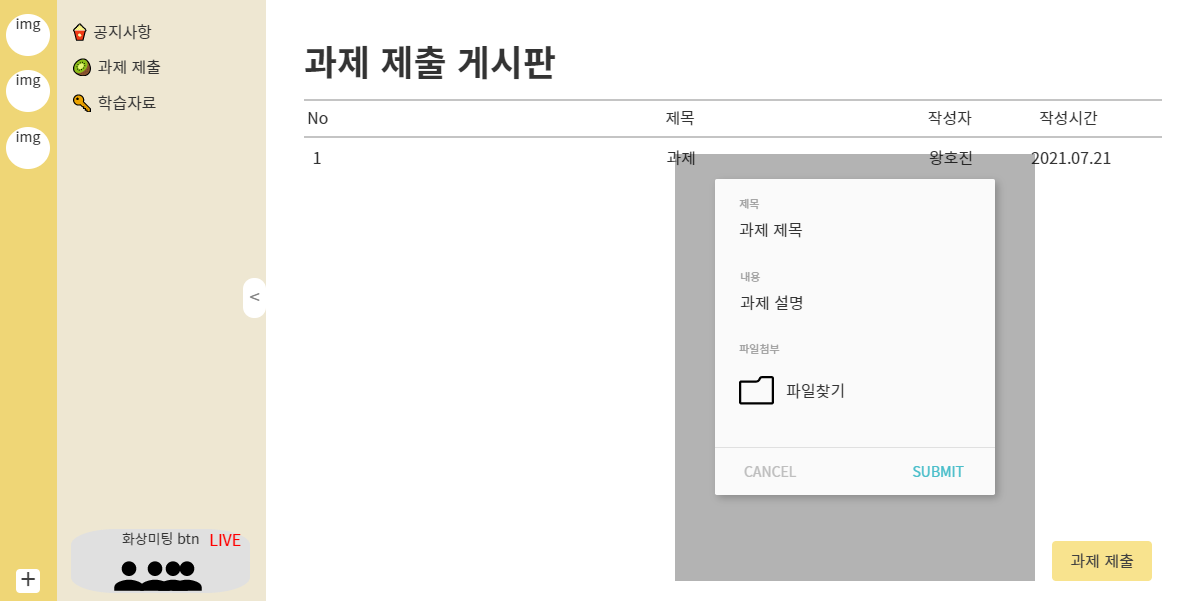 img
img
img
공지사항
과제 제출
학습자료
<
화상미팅 btn LIVE
+
과제 제출 게시판
No 제목 작성자 작성시간
1 과제 왕호진 2021.07.21
제목
과제 제목
내용
과제 설명
파일첨부
파일찾기
CANCEL SUBMIT
과제 제출